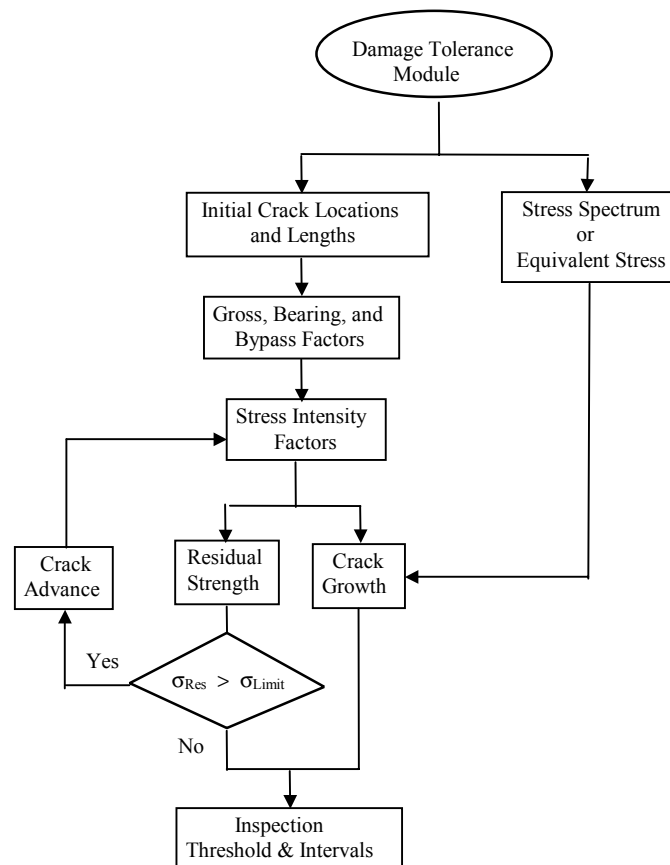 Damage Tolerance
Module
Initial Crack Locations
and Lengths
Stress Spectrum
or
Equivalent Stress
Gross, Bearing, and
Bypass Factors
Stress Intensity
Factors
Crack
Advance
Residual
Strength
Crack
Growth
Yes
σRes > σLimit
No
Inspection
Threshold & Intervals